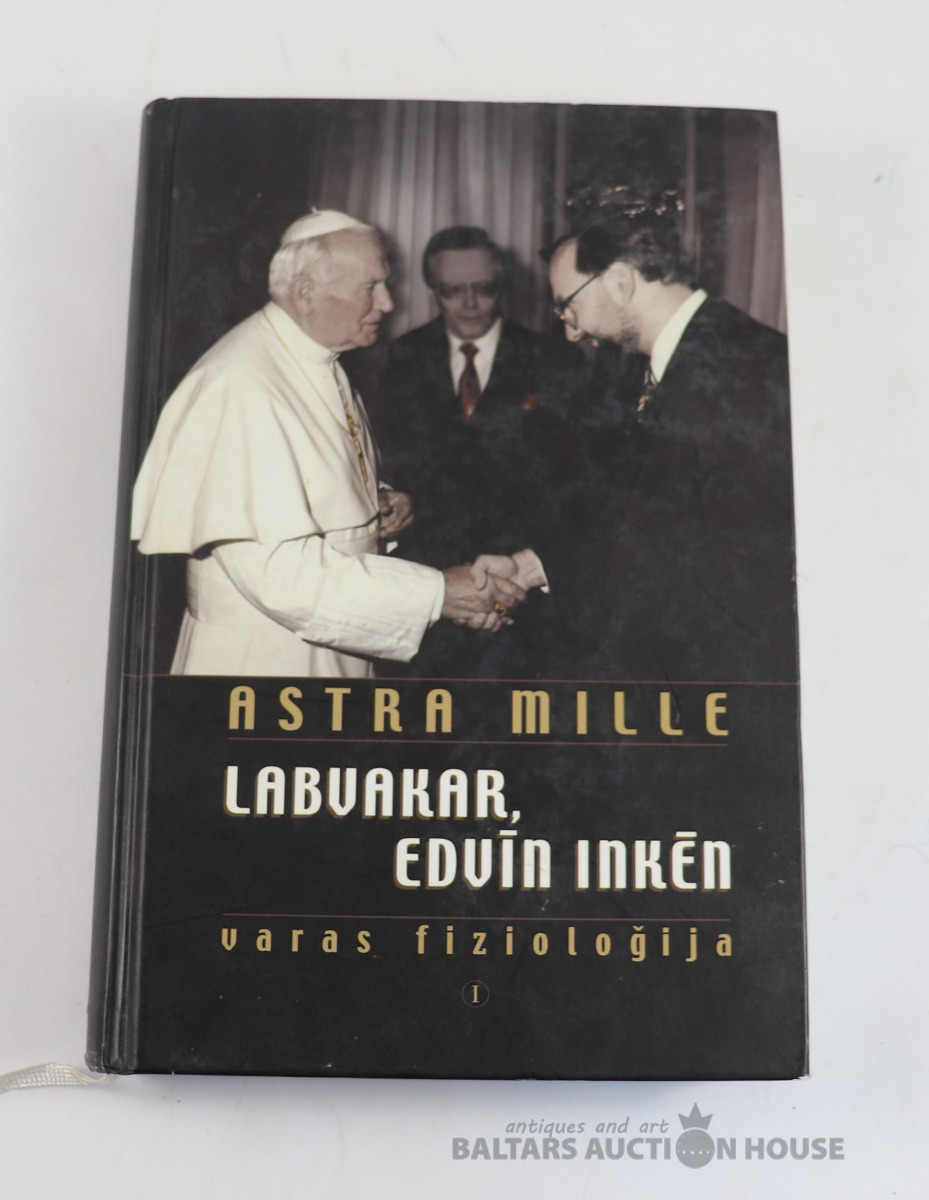 ASTRA MILLE
LABVAKAR,
EDVĪN INKĒN
varas fizioloģija
I
antiques and art
BALTARS AUCTION HOUSE